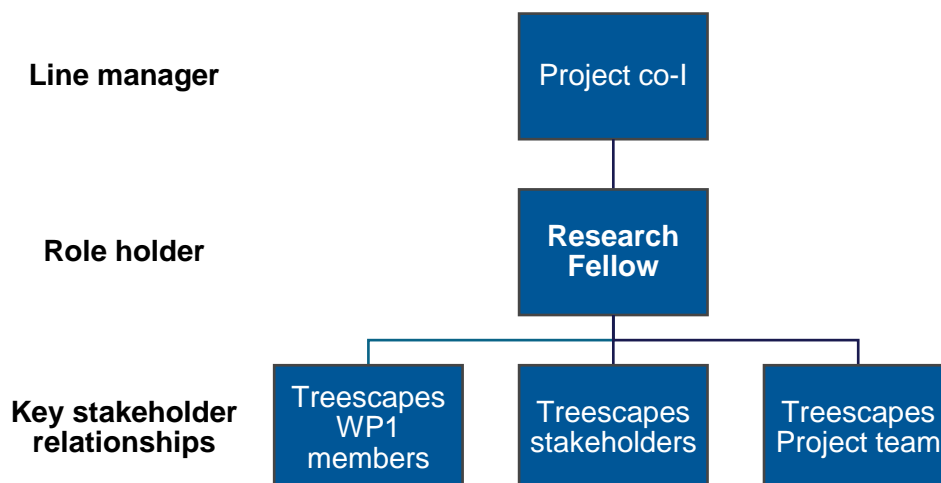 Line manager
Project co-I
Role holder
Research
Fellow
Key stakeholder
relationships
Treescapes
WP1
members
Treescapes
stakeholders
Treescapes
Project team